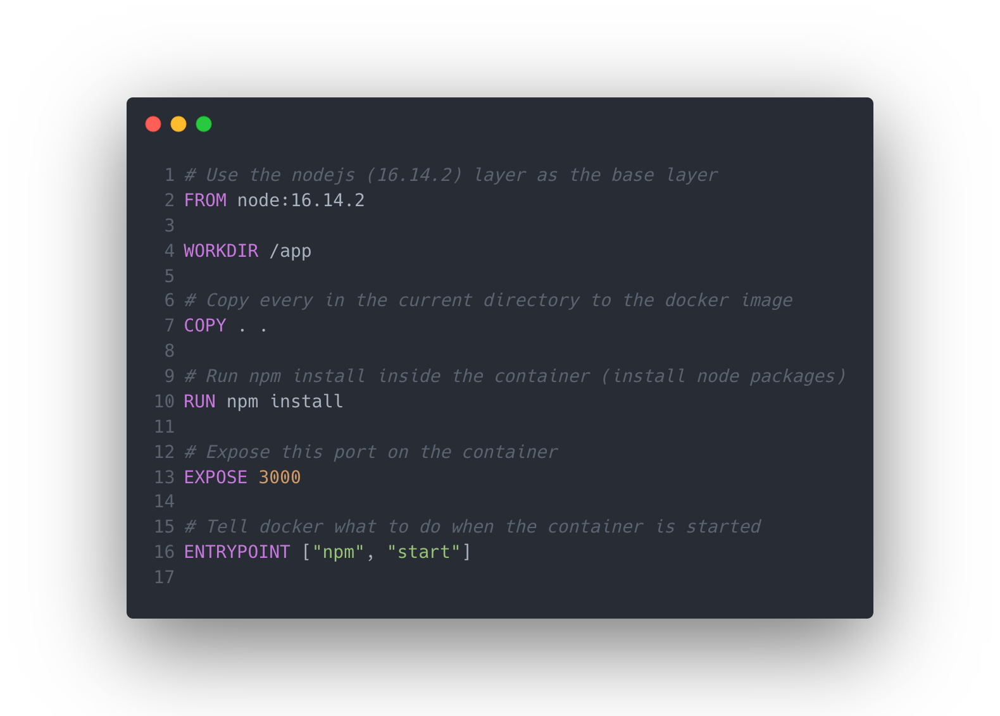 1 # Use the nodejs (16.14.2) layer as the base layer
2 FROM node:16.14.2
3
4 WORKDIR /app
5
6 # Copy every in the current directory to the docker image
7 COPY . .
8
9 # Run npm install inside the container (install node packages)
10 RUN npm install
11
12 # Expose this port on the container
13 EXPOSE 3000
14
15 # Tell docker what to do when the container is started
16 ENTRYPOINT ["npm", "start"]
17